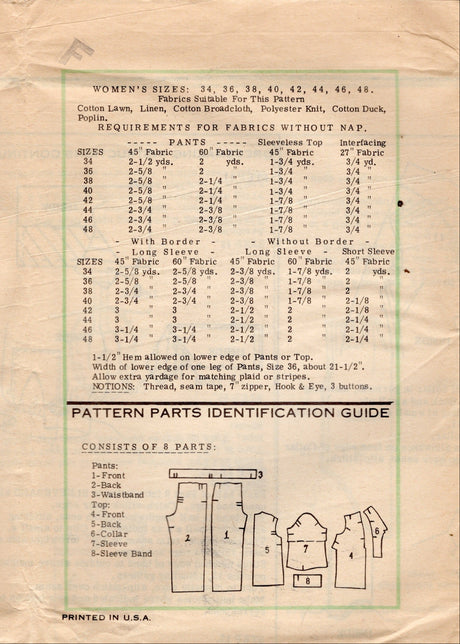 F
WOMEN'S SIZES: 34, 36, 38, 40, 42, 44, 46, 48.
Fabrics Suitable For This Pattern
Cotton Lawn, Linen, Cotton Broadcloth, Polyester Knit, Cotton Duck,
Poplin.
REQUIREMENTS FOR FABRICS WITHOUT NAP.
----- PANTS ----- Sleeveless Top Interfacing
SIZES 45" Fabric 60" Fabric 45" Fabric 27" Fabric
34 2-1/2 yds. 2 yds. 1-3/4 yds. 3/4 yd.
36 2-5/8 " 2 " 1-3/4 " 3/4 "
38 2-5/8 " 2-1/4 " 1-3/4 " 3/4 "
40 2-5/8 " 2-1/4 " 1-3/4 " 3/4 "
42 2-5/8 " 2-1/4 " 1-7/8 " 3/4 "
44 2-3/4 " 2-3/8 " 1-7/8 " 3/4 "
46 2-3/4 " 2-3/8 " 1-7/8 " 3/4 "
48 2-3/4 " 2-3/8 " 1-7/8 " 3/4 "
- With Border - - Without Border -
- Long Sleeve - - Long Sleeve - Short Sleeve
SIZES 45" Fabric 60" Fabric 45" Fabric 60" Fabric 45" Fabric
34 2-5/8 yds. 2-5/8 yds. 2-3/8 yds. 1-7/8 yds. 2 yds.
36 2-5/8 " 2-5/8 " 2-3/8 " 1-7/8 " 2 "
38 2-3/4 " 2-3/4 " 2-3/8 " 1-7/8 " 2 "
40 2-3/4 " 2-3/4 " 2-3/8 " 1-7/8 " 2-1/8 "
42 3 " 3 " 2-1/2 " 2 " 2-1/8 "
44 3 " 3 " 2-1/2 " 2 " 2-1/4 "
46 3-1/4 " 3-1/4 " 2-1/2 " 2 " 2-1/4 "
48 3-1/4 " 3-1/4 " 2-1/2 " 2 " 2-1/4 "
1-1/2" Hem allowed on lower edge of Pants or Top.
Width of lower edge of one leg of Pants, Size 36, about 21-1/2".
Allow extra yardage for matching plaid or stripes.
NOTIONS: Thread, seam tape, 7" zipper, Hook & Eye, 3 buttons.
PATTERN PARTS IDENTIFICATION GUIDE
CONSISTS OF 8 PARTS:
Pants:
1-Front
2-Back
3-Waistband
Top:
4-Front
5-Back
6-Collar
7-Sleeve
8-Sleeve Band
3
2
1
5
7
8
4
6
PRINTED IN U.S.A.